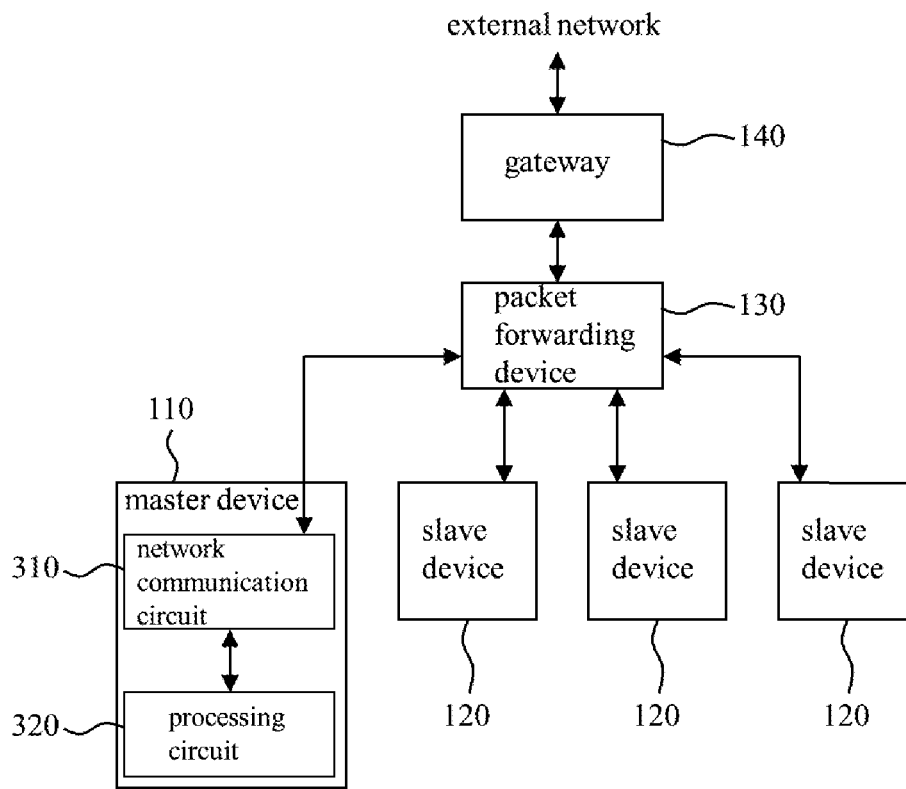 external network
gateway
140
packet
forwarding
device
130
110
master device
network
communication
circuit
310
processing
circuit
320
slave
device
slave
device
slave
device
120
120
120